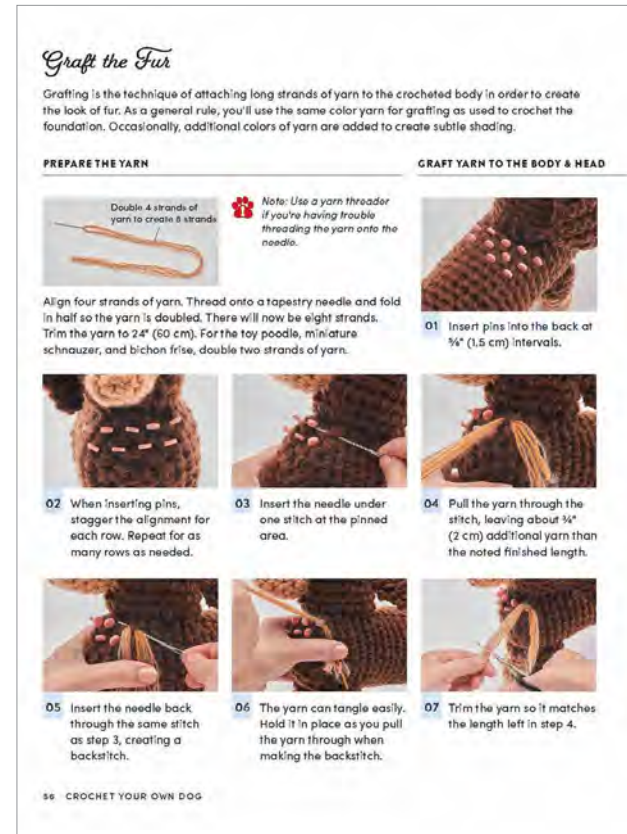 Graft the Fur
Grafting is the technique of attaching long strands of yarn to the crocheted body in order to create
the look of fur. As a general rule, you'll use the same color yarn for grafting as used to crochet the
foundation. Occasionally, additional colors of yarn are added to create subtle shading.
PREPARE THE YARN
Double 4 strands of
yarn to create 8 strands
Note: Use a yarn threader
if you're having trouble
threading the yarn onto the
needle.
Align four strands of yarn. Thread onto a tapestry needle and fold
in half so the yarn is doubled. There will now be eight strands.
Trim the yarn to 24" (60 cm). For the toy poodle, miniature
schnauzer, and bichon frise, double two strands of yarn.
GRAFT YARN TO THE BODY & HEAD
01 Insert pins into the back at
⅝" (1.5 cm) intervals.
02 When inserting pins,
stagger the alignment for
each row. Repeat for as
many rows as needed.
03 Insert the needle under
one stitch at the pinned
area.
04 Pull the yarn through the
stitch, leaving about ¾"
(2 cm) additional yarn than
the noted finished length.
05 Insert the needle back
through the same stitch
as step 3, creating a
backstitch.
06 The yarn can tangle easily.
Hold it in place as you pull
the yarn through when
making the backstitch.
07 Trim the yarn so it matches
the length left in step 4.
56 CROCHET YOUR OWN DOG